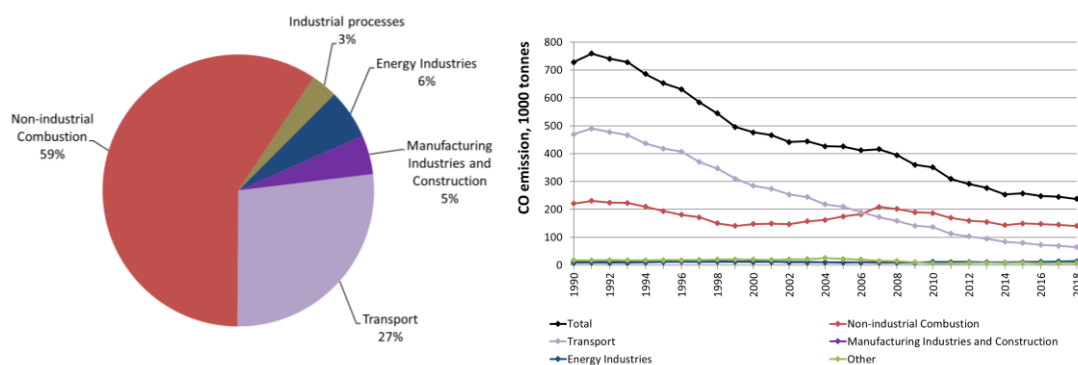 Industrial processes
3%
Energy Industries
6%
Non-industrial
Combustion
59%
Manufacturing
Industries and
Construction
5%
Transport
27%
CO emission, 1000 tonnes
800
700
600
500
400
300
200
100
0
1990
1992
1994
1996
1998
2000
2002
2004
2006
2008
2010
2012
2014
2016
2018
Total
Non-industrial Combustion
Transport
Manufacturing Industries and Construction
Energy Industries
Other